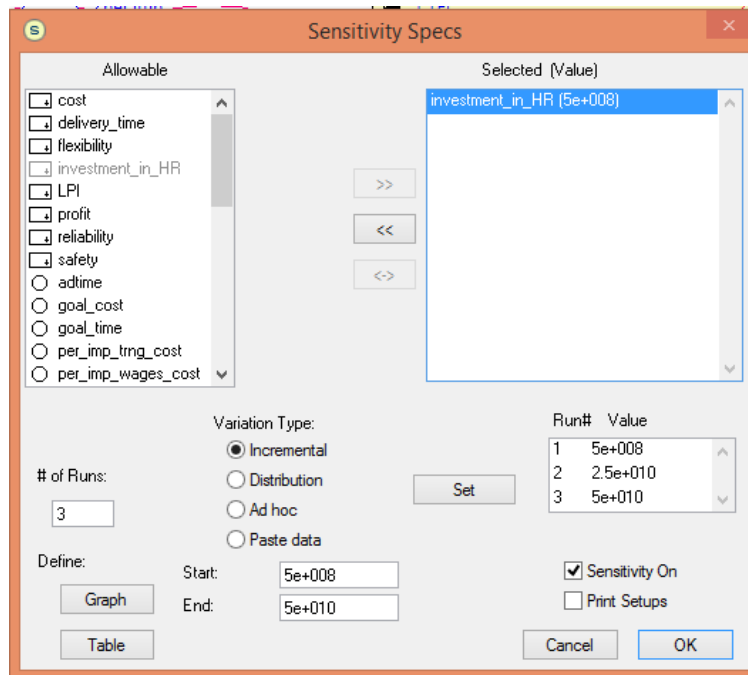 S
Sensitivity Specs
Allowable
Selected (Value)
cost
delivery_time
flexibility
investment_in_HR
LPI
profit
reliability
safety
adtime
goal_cost
goal_time
per_imp_trng_cost
per_imp_wages_cost
investment_in_HR (5e+008)
>>
<<
<->
# of Runs:
3
Variation Type:
Incremental
Distribution
Ad hoc
Paste data
Set
Run# Value
1 5e+008
2 2.5e+010
3 5e+010
Define:
Graph
Table
Start: 5e+008
End: 5e+010
Sensitivity On
Print Setups
Cancel
OK